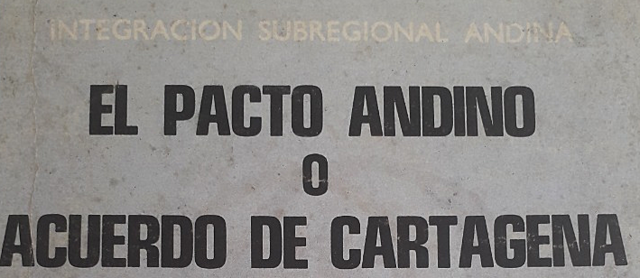 INTEGRACION SUBREGIONAL ANDINA
EL PACTO ANDINO
O
ACUERDO DE CARTAGENA